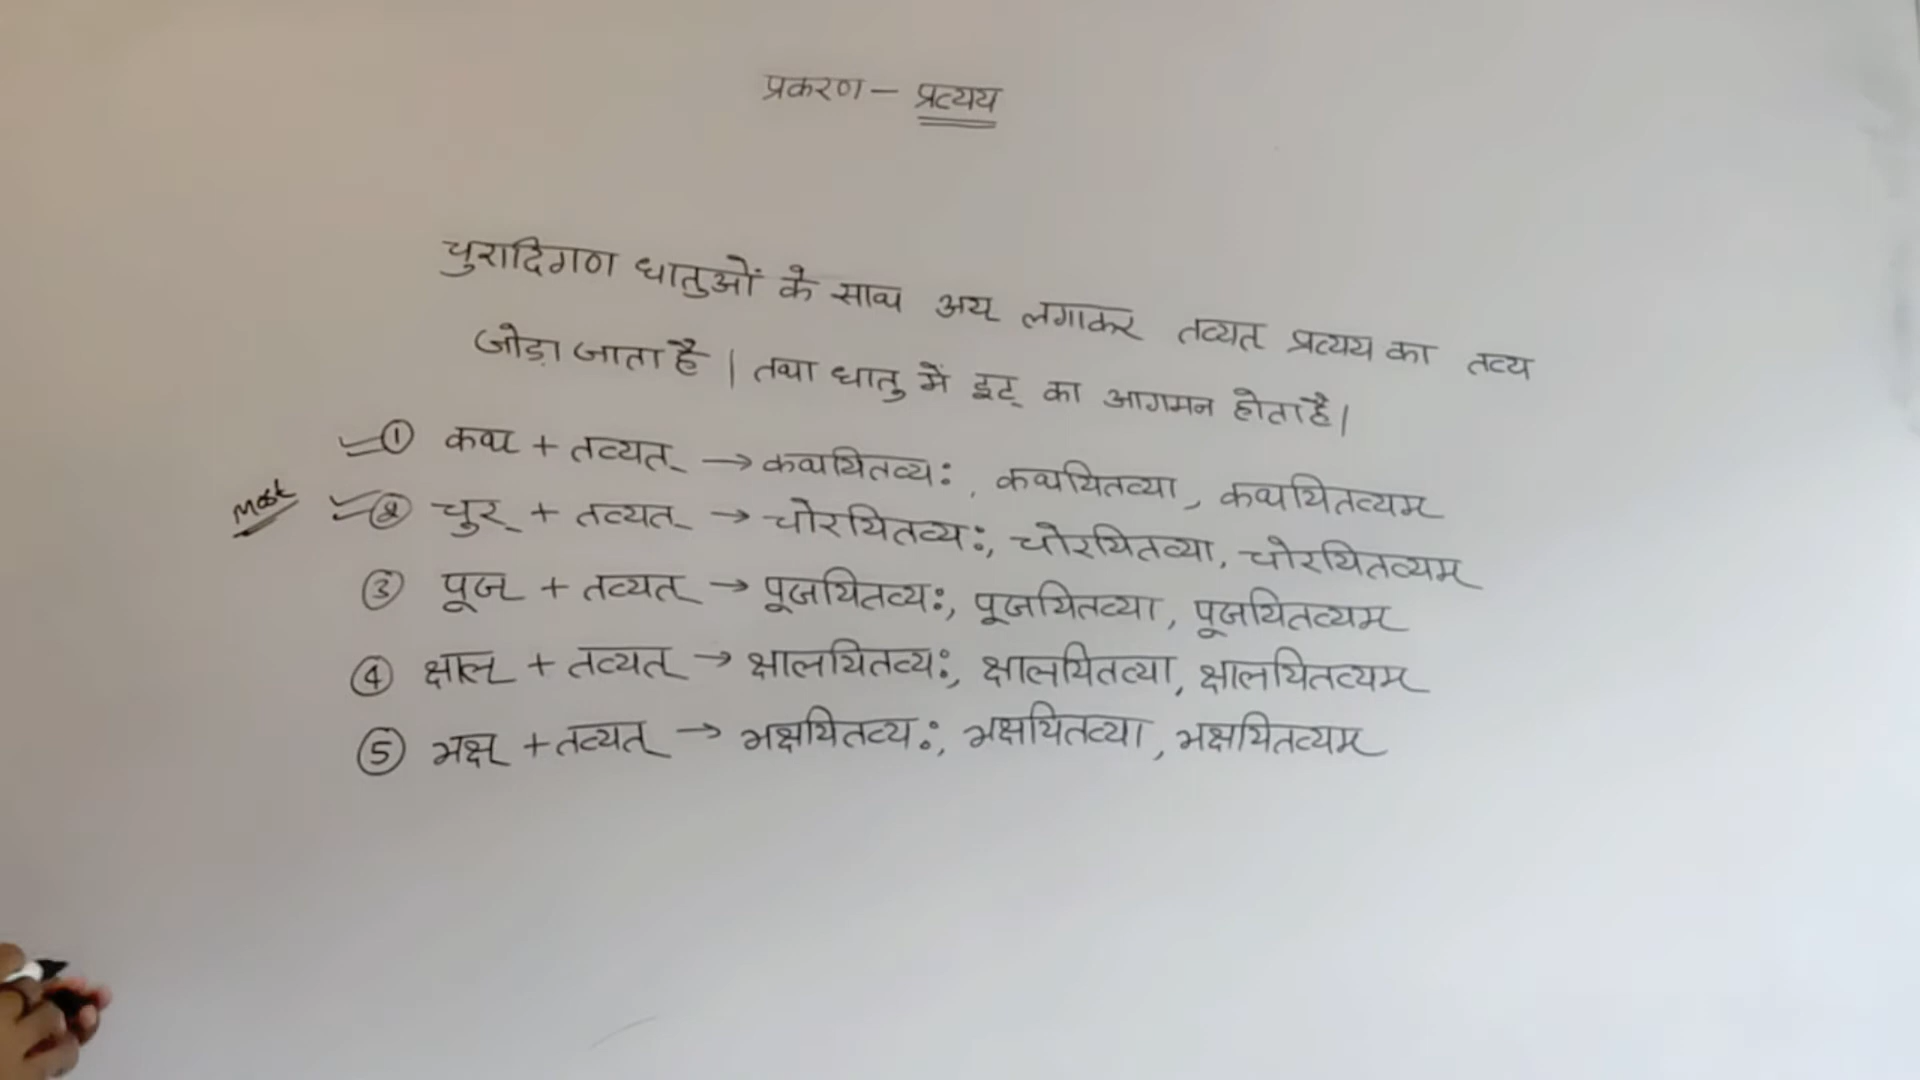 प्रकरण – प्रत्यय
चुरादिगण धातुओं के साथ अय् लगाकर तव्यत् प्रत्यय का तव्य
जोड़ा जाता है। तथा धातु में इट् का आगमन होता है।
① कथ + तव्यत् → कथयितव्यः, कथयितव्या, कथयितव्यम्
Most ② चुर् + तव्यत् → चोरयितव्यः, चोरयितव्या, चोरयितव्यम्
③ पूज् + तव्यत् → पूजयितव्यः, पूजयितव्या, पूजयितव्यम्
④ क्षाल् + तव्यत् → क्षालयितव्यः, क्षालयितव्या, क्षालयितव्यम्
⑤ भक्ष् + तव्यत् → भक्षयितव्यः, भक्षयितव्या, भक्षयितव्यम्